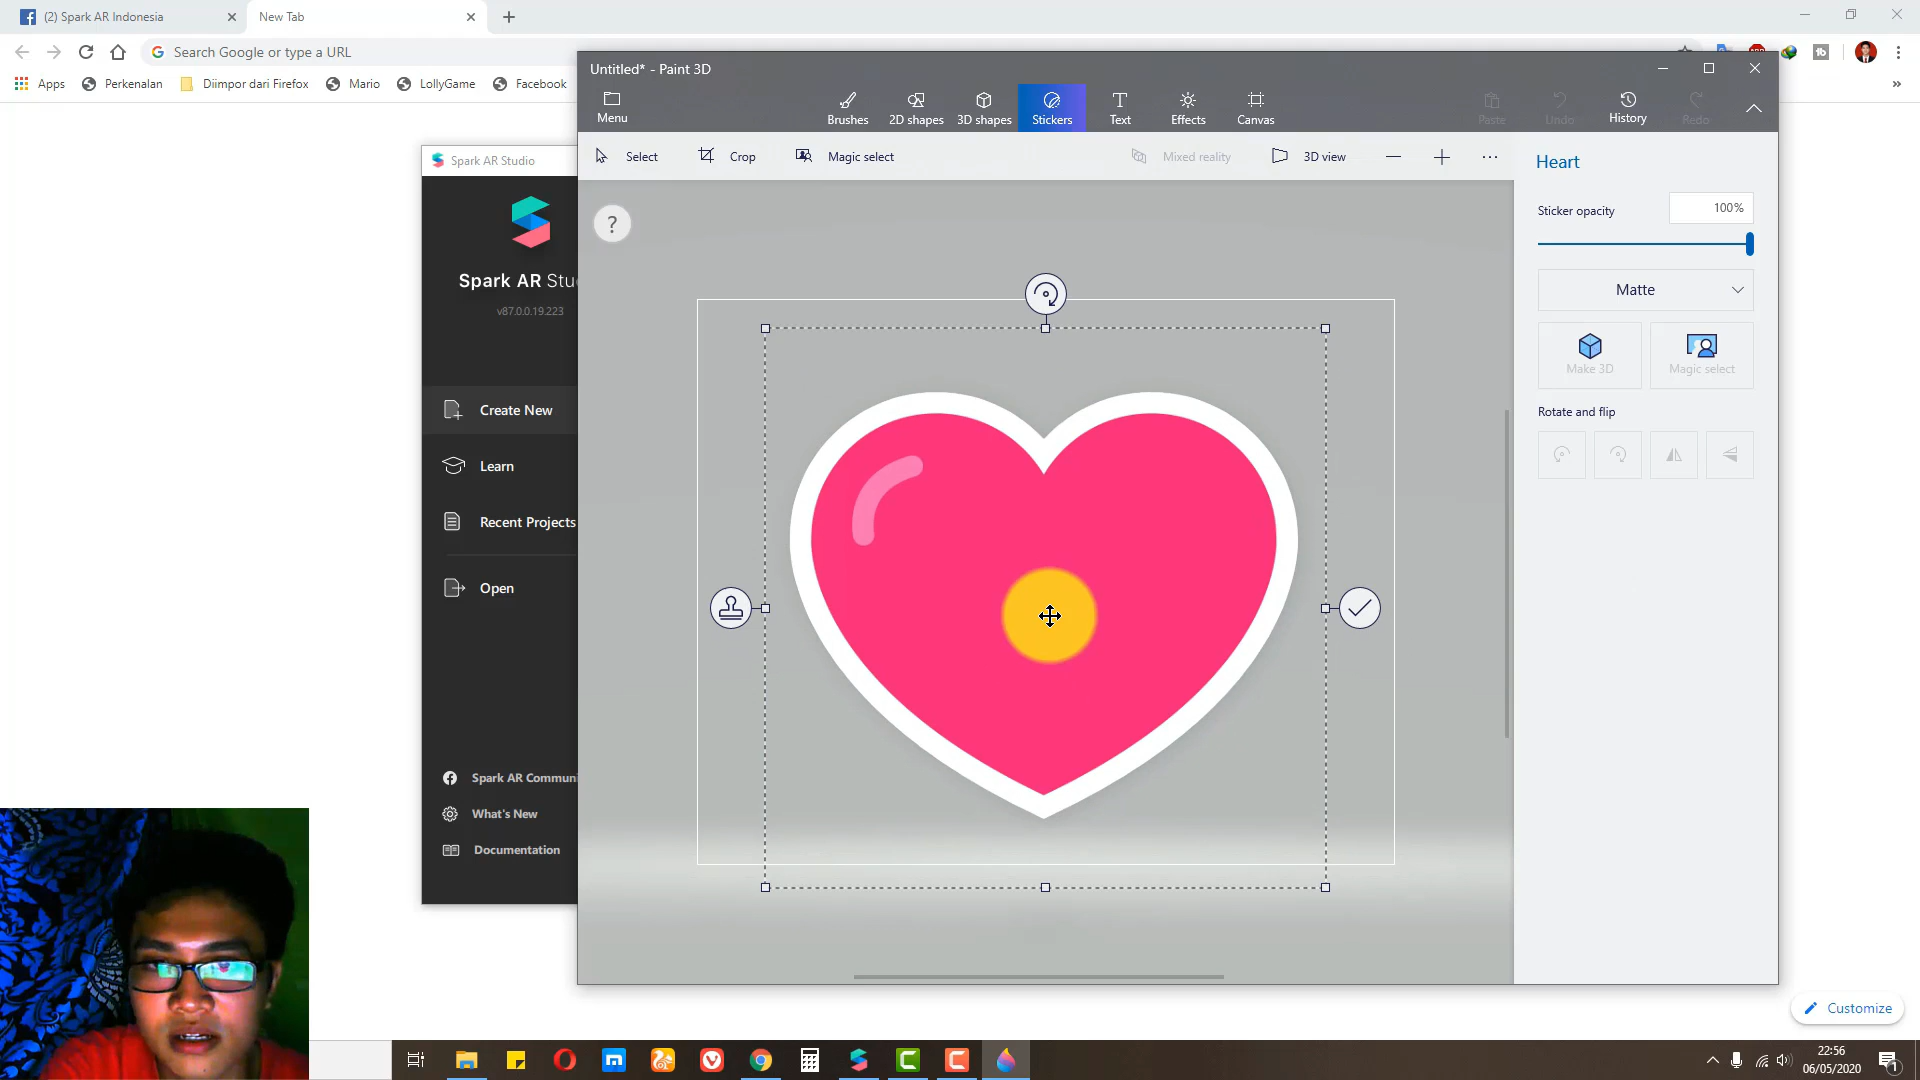 (2) Spark AR Indonesia
New Tab
Search Google or type a URL
Apps
Perkenalan
Diimpor dari Firefox
Mario
LollyGame
Facebook
Untitled* - Paint 3D
Menu
Brushes
2D shapes
3D shapes
Stickers
Text
Effects
Canvas
Paste
Undo
History
Redo
Select
Crop
Magic select
Mixed reality
3D view
Heart
Sticker opacity
100%
Matte
Make 3D
Magic select
Rotate and flip
?
Spark AR Studio
Spark AR Stu
v87.0.0.19.223
Create New
Learn
Recent Projects
Open
Spark AR Commun
What's New
Documentation
Customize
22:56
06/05/2020
1